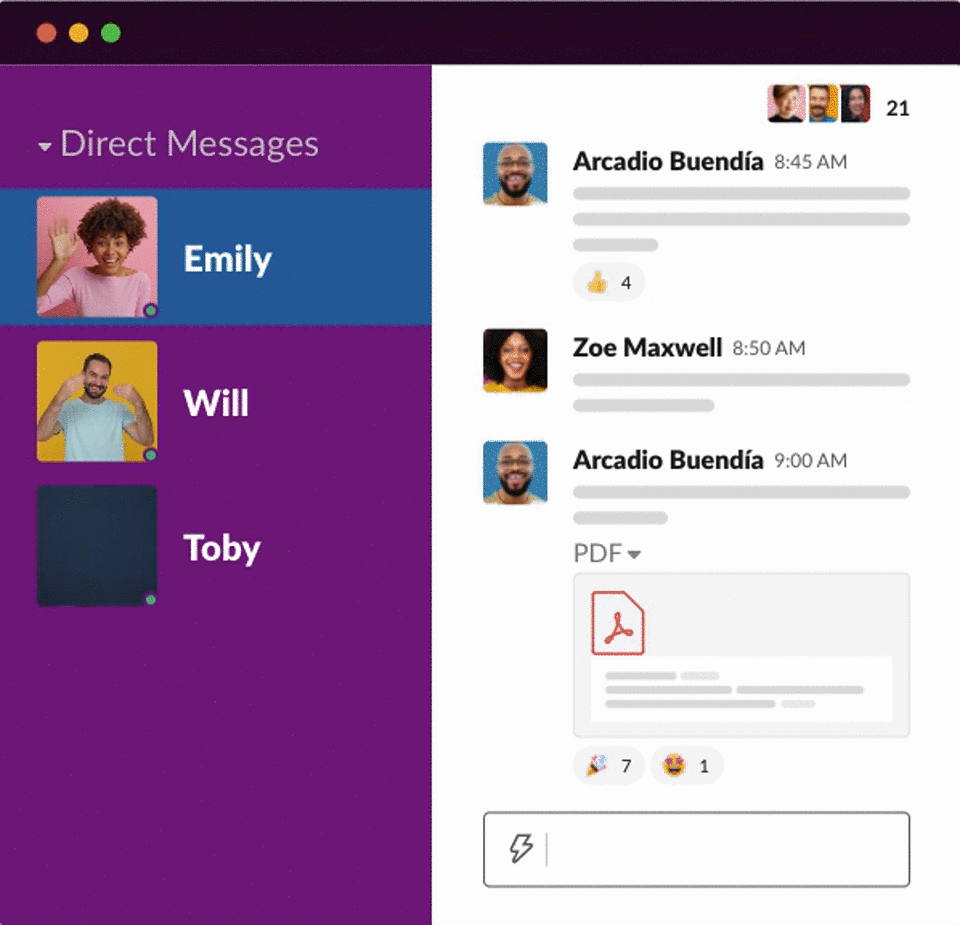 Direct Messages
Emily
Will
Toby
21
Arcadio Buendía 8:45 AM
4
Zoe Maxwell 8:50 AM
Arcadio Buendía 9:00 AM
PDF
7 1